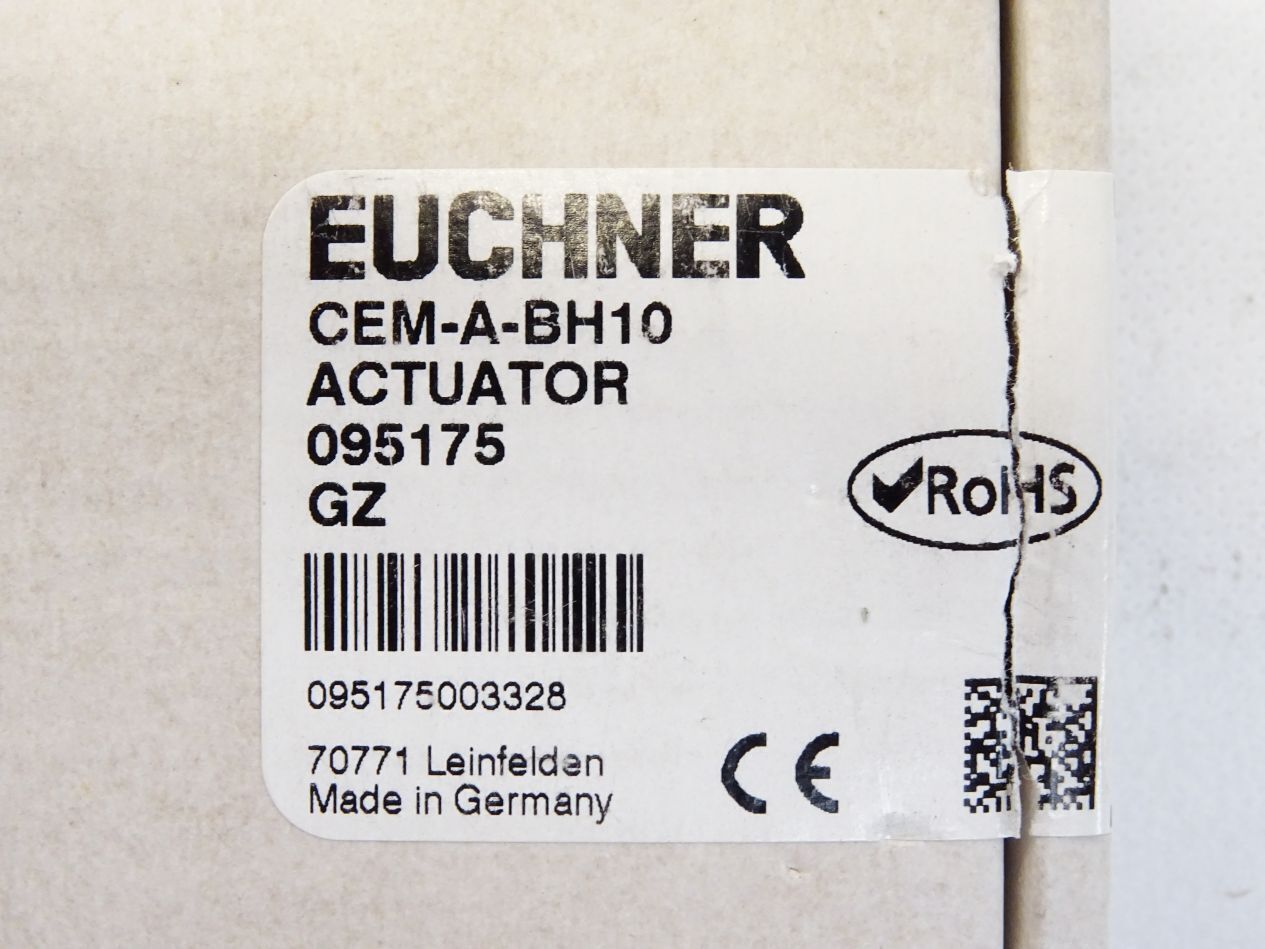 EUCHNER
CEM-A-BH10
ACTUATOR
095175
GZ
RoHS
095175003328
70771 Leinfelden
Made in Germany
CE